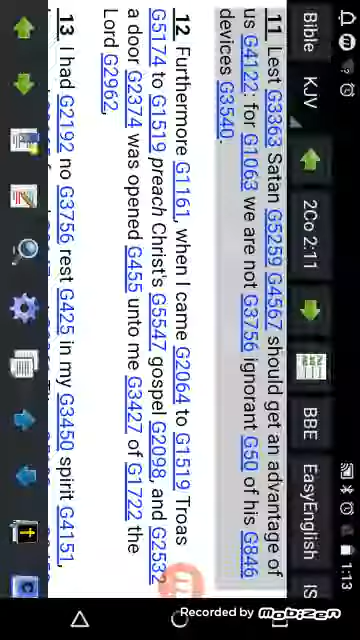 1:13
Bible KJV 2Co 2:11 BBE EasyEnglish IS
11 Lest G3363 Satan G5259 G4567 should get an advantage of
us G4122: for G1063 we are not G3756 ignorant G50 of his G846
devices G3540.
12 Furthermore G1161, when I came G2064 to G1519 Troas
G5174 to G1519 preach Christ's G5547 gospel G2098, and G2532
a door G2374 was opened G455 unto me G3427 of G1722 the
Lord G2962,
13 I had G2192 no G3756 rest G425 in my G3450 spirit G4151,
Recorded by mobizen